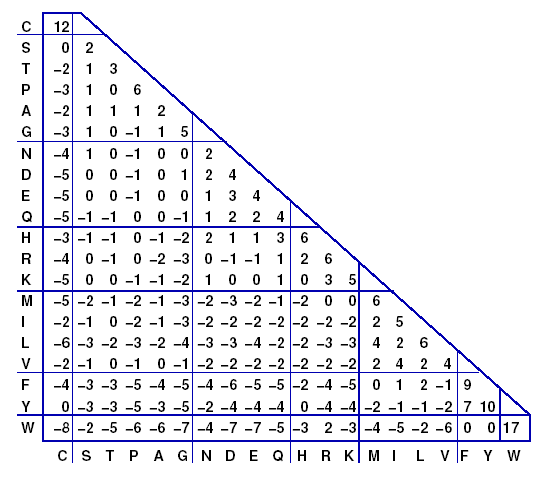 C 12
S 0 2
T −2 1 3
P −3 1 0 6
A −2 1 1 1 2
G −3 1 0 −1 1 5
N −4 1 0 −1 0 0 2
D −5 0 0 −1 0 1 2 4
E −5 0 0 −1 0 0 1 3 4
Q −5 −1 −1 0 0 −1 1 2 2 4
H −3 −1 −1 0 −1 −2 2 1 1 3 6
R −4 0 −1 0 −2 −3 0 −1 −1 1 2 6
K −5 0 0 −1 −1 −2 1 0 0 1 0 3 5
M −5 −2 −1 −2 −1 −3 −2 −3 −2 −1 −2 0 0 6
I −2 −1 0 −2 −1 −3 −2 −2 −2 −2 −2 −2 −2 2 5
L −6 −3 −2 −3 −2 −4 −3 −3 −4 −2 −2 −3 −3 4 2 6
V −2 −1 0 −1 0 −1 −2 −2 −2 −2 −2 −2 −2 2 4 2 4
F −4 −3 −3 −5 −4 −5 −4 −6 −5 −5 −2 −4 −5 0 1 2 −1 9
Y 0 −3 −3 −5 −3 −5 −2 −4 −4 −4 0 −4 −4 −2 −1 −1 −2 7 10
W −8 −2 −5 −6 −6 −7 −4 −7 −7 −5 −3 2 −3 −4 −5 −2 −6 0 0 17
C S T P A G N D E Q H R K M I L V F Y W